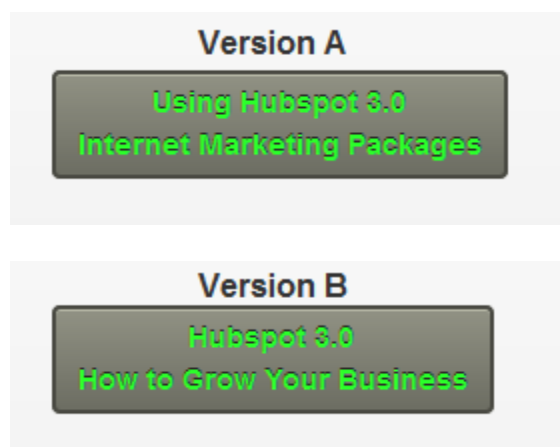 Version A
Using Hubspot 3.0
Internet Marketing Packages
Version B
Hubspot 3.0
How to Grow Your Business